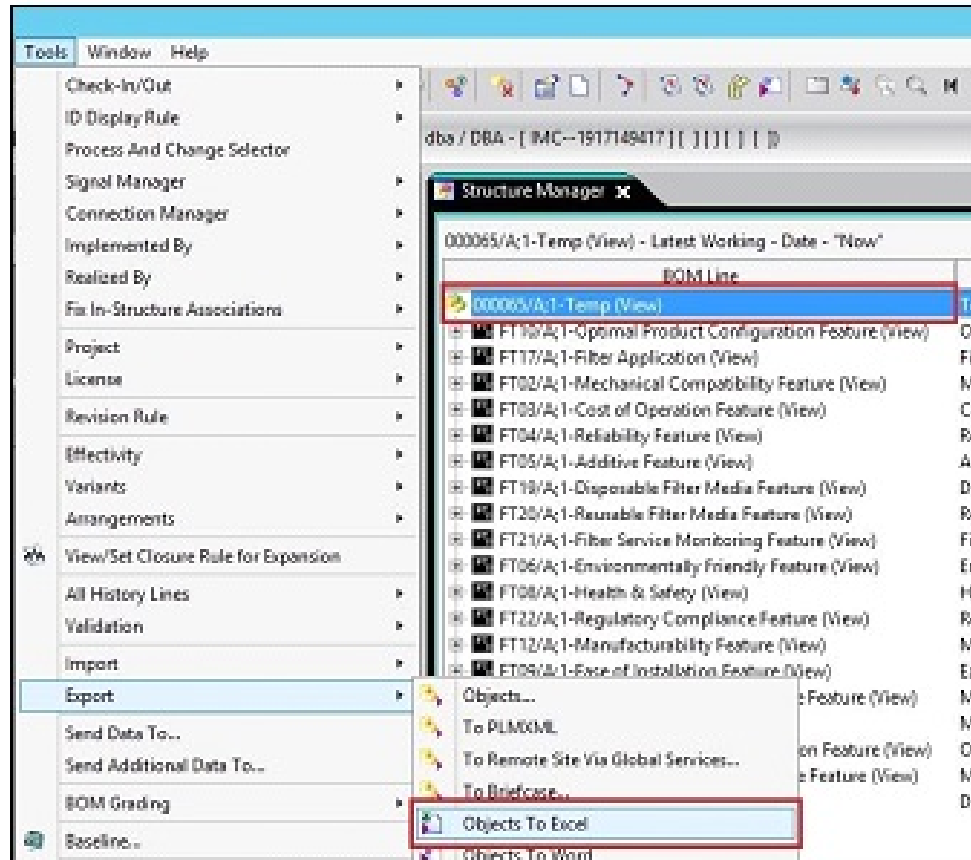 Tools Window Help
Check-In/Out
ID Display Rule
Process And Change Selector
Signal Manager
Connection Manager
Implemented By
Realized By
Fix In-Structure Associations
Project
License
Revision Rule
Effectivity
Variants
Arrangements
View/Set Closure Rule for Expansion
All History Lines
Validation
Import
Export
Send Data To...
Send Additional Data To...
BOM Grading
Baseline...
dba / DBA - [ IMC--1917149417 ] [ ] [ ] [ ] [ ])
Structure Manager
000065/A;1-Temp (View) - Latest Working - Date - "Now"
BOM Line
000065/A;1-Temp (View)
FT10/A;1-Optimal Product Configuration Feature (View)
FT17/A;1-Filter Application (View)
FT02/A;1-Mechanical Compatibility Feature (View)
FT03/A;1-Cost of Operation Feature (View)
FT04/A;1-Reliability Feature (View)
FT05/A;1-Additive Feature (View)
FT19/A;1-Disposable Filter Media Feature (View)
FT20/A;1-Reusable Filter Media Feature (View)
FT21/A;1-Filter Service Monitoring Feature (View)
FT06/A;1-Environmentally Friendly Feature (View)
FT08/A;1-Health & Safety (View)
FT22/A;1-Regulatory Compliance Feature (View)
FT12/A;1-Manufacturability Feature (View)
FT09/A;1-Ease of Installation Feature (View)
Feature (View)
on Feature (View)
e Feature (View)
Objects...
To PLMXML
To Remote Site Via Global Services...
To Briefcase...
Objects To Excel
Objects To Word